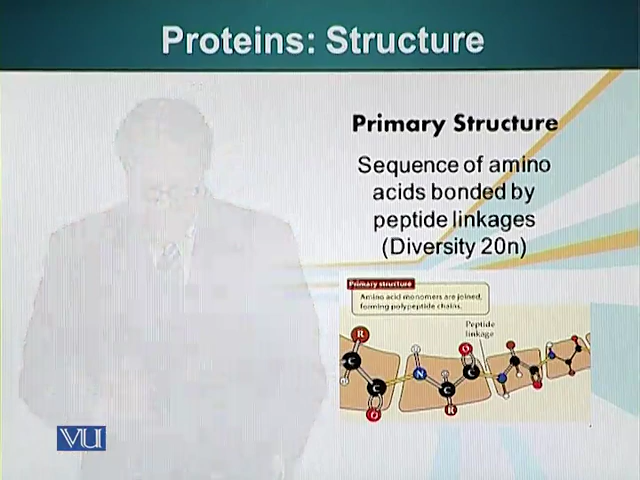 Proteins: Structure
Primary Structure
Sequence of amino
acids bonded by
peptide linkages
(Diversity 20n)
Primary structure
Amino acid monomers are joined,
forming polypeptide chains.
Peptide
linkage
R
O
H
C
N
C
C
C
H
O
R
VU